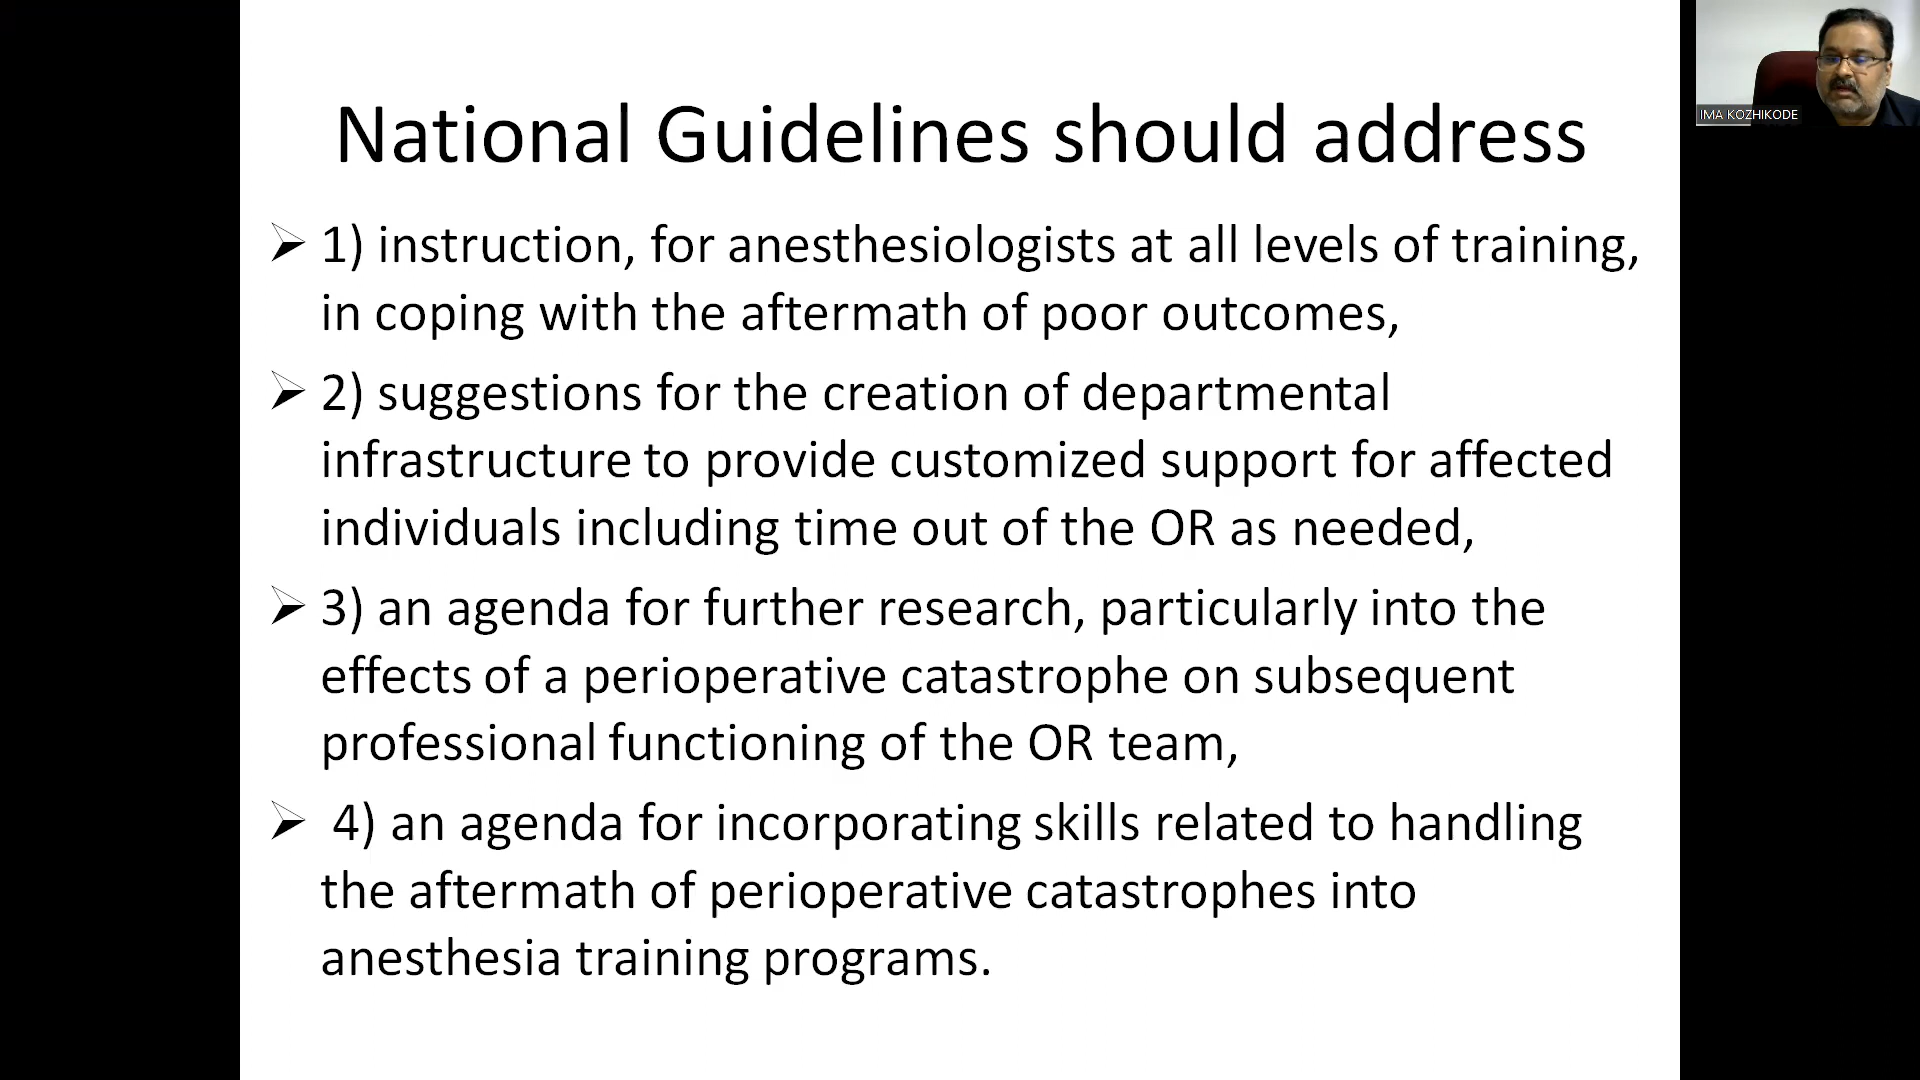 National Guidelines should address
IMA KOZHIKODE
➢ 1) instruction, for anesthesiologists at all levels of training,
in coping with the aftermath of poor outcomes,
➢ 2) suggestions for the creation of departmental
infrastructure to provide customized support for affected
individuals including time out of the OR as needed,
➢ 3) an agenda for further research, particularly into the
effects of a perioperative catastrophe on subsequent
professional functioning of the OR team,
➢ 4) an agenda for incorporating skills related to handling
the aftermath of perioperative catastrophes into
anesthesia training programs.